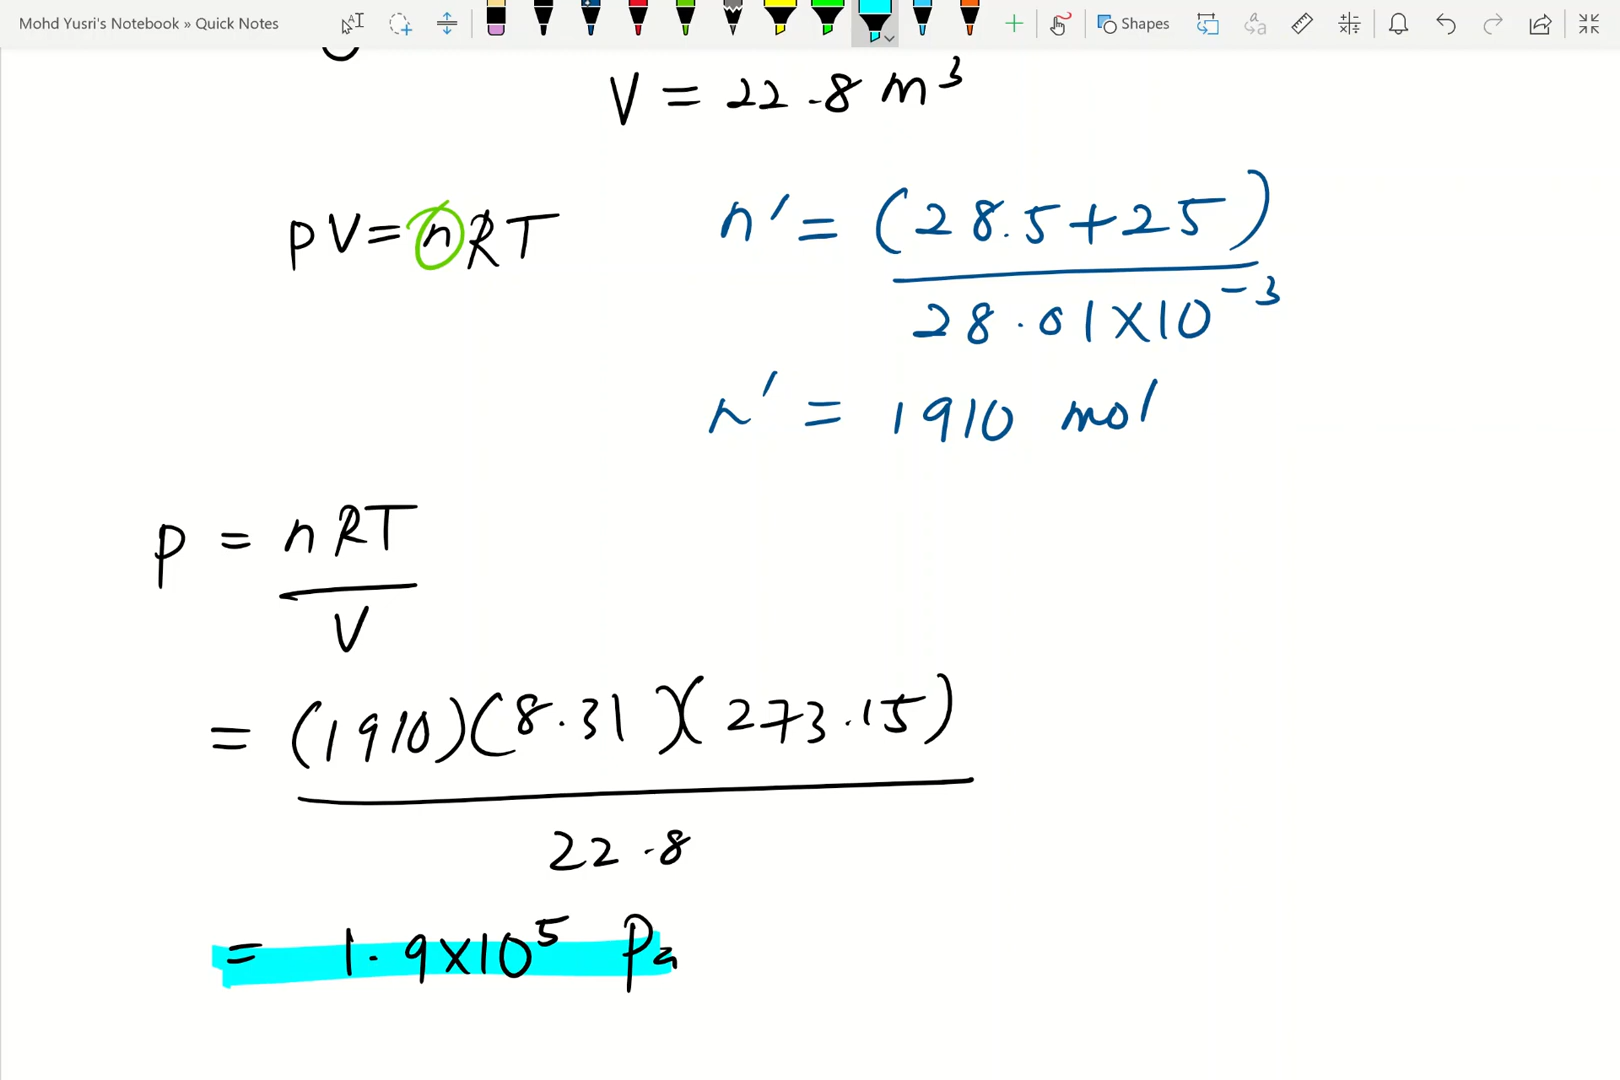 Mohd Yusri's Notebook » Quick Notes
Shapes
V = 22.8 m³
PV = nRT
n' = (28.5+25)
28.01×10⁻³
n' = 1910 mol
P = nRT
V
= (1910)(8.31)(273.15)
22.8
= 1.9×10⁵ Pa